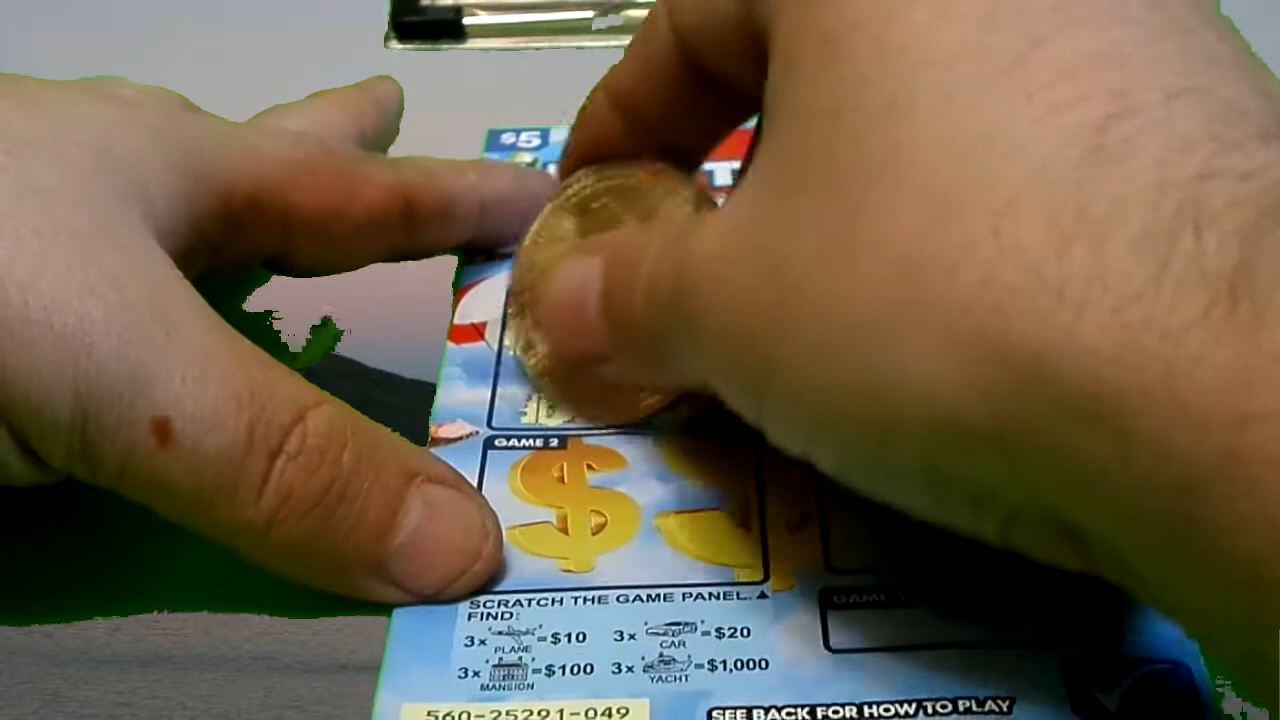 $5
T
GAME 2
SCRATCH THE GAME PANEL.▲
FIND:
3x PLANE =$10 3x CAR =$20
3x MANSION =$100 3x YACHT =$1,000
GAME
560-25291-049
SEE BACK FOR HOW TO PLAY